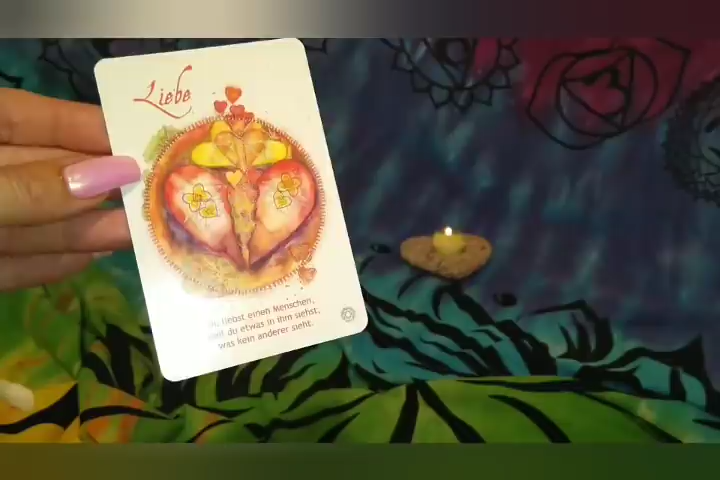 Liebe
liebst einen Menschen,
du etwas in ihm siehst,
was kein anderer sieht.